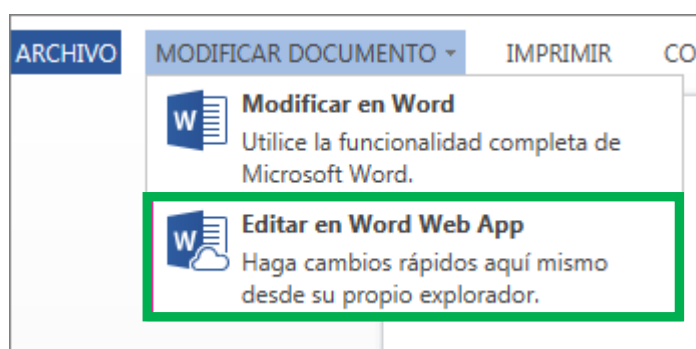 ARCHIVO MODIFICAR DOCUMENTO IMPRIMIR CO
Modificar en Word
Utilice la funcionalidad completa de
Microsoft Word.
Editar en Word Web App
Haga cambios rápidos aquí mismo
desde su propio explorador.